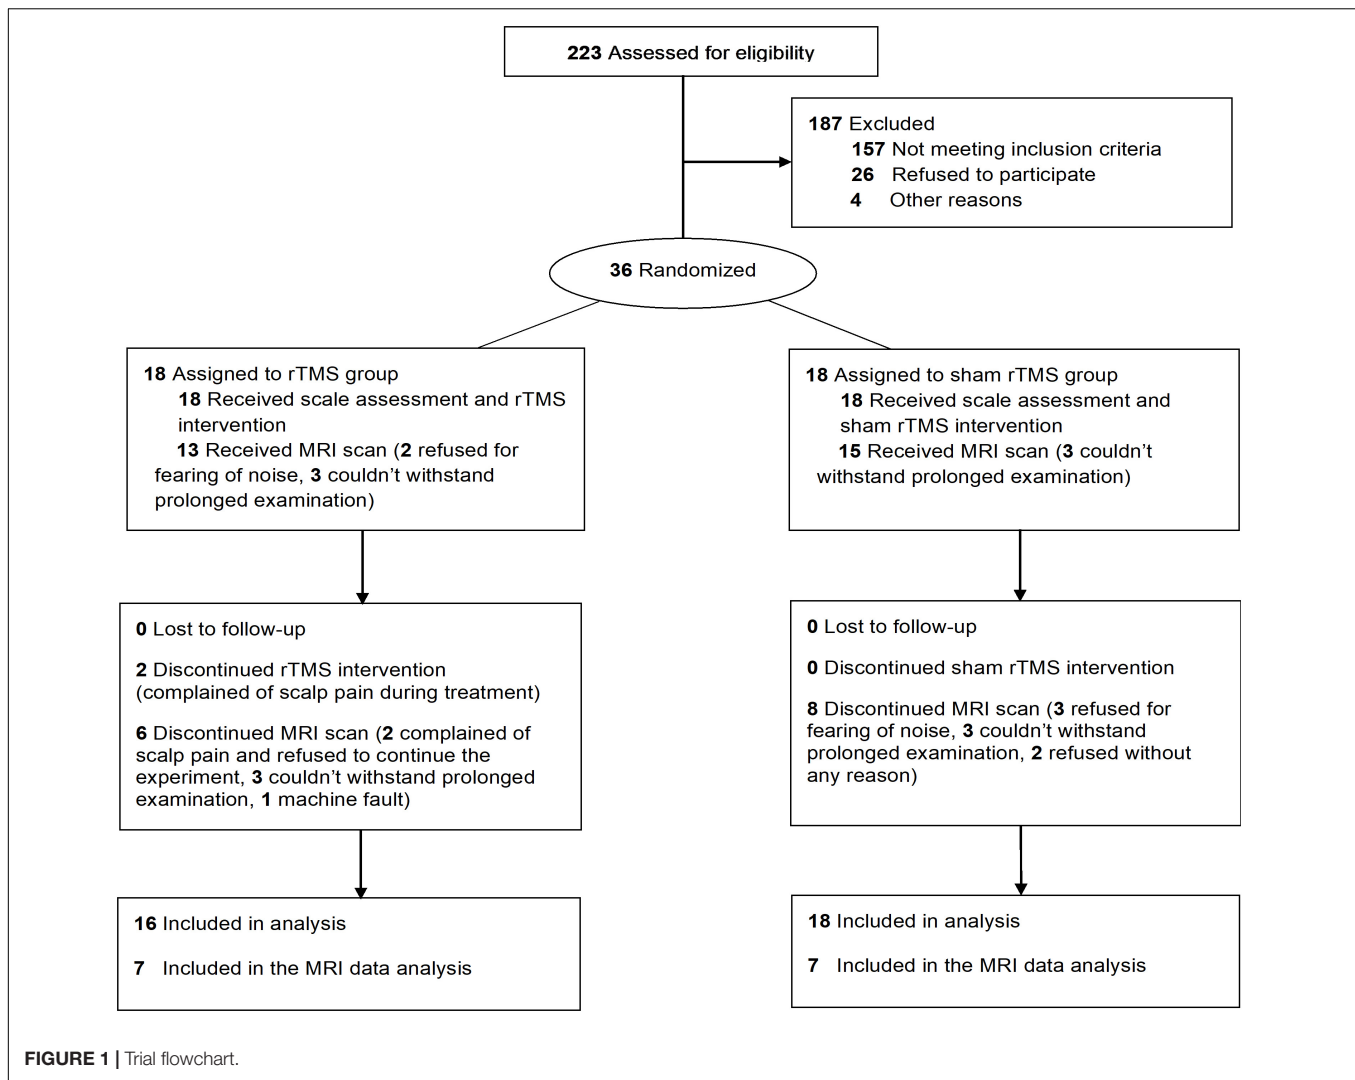 223 Assessed for eligibility
187 Excluded
157 Not meeting inclusion criteria
26 Refused to participate
4 Other reasons
36 Randomized
18 Assigned to rTMS group
18 Received scale assessment and rTMS
intervention
13 Received MRI scan (2 refused for
fearing of noise, 3 couldn't withstand
prolonged examination)
18 Assigned to sham rTMS group
18 Received scale assessment and
sham rTMS intervention
15 Received MRI scan (3 couldn't
withstand prolonged examination)
0 Lost to follow-up
2 Discontinued rTMS intervention
(complained of scalp pain during treatment)
6 Discontinued MRI scan (2 complained of
scalp pain and refused to continue the
experiment, 3 couldn't withstand prolonged
examination, 1 machine fault)
0 Lost to follow-up
0 Discontinued sham rTMS intervention
8 Discontinued MRI scan (3 refused for
fearing of noise, 3 couldn't withstand
prolonged examination, 2 refused without
any reason)
16 Included in analysis
7 Included in the MRI data analysis
18 Included in analysis
7 Included in the MRI data analysis
FIGURE 1 | Trial flowchart.